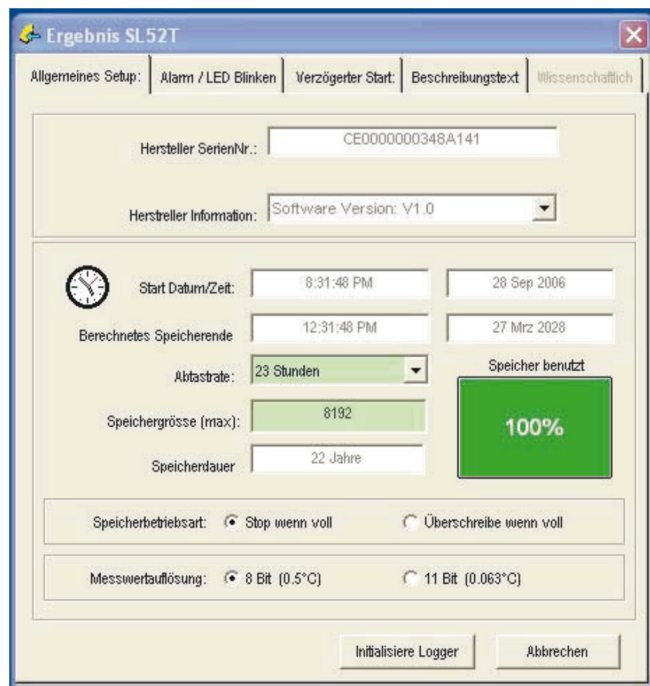 Ergebnis SL52T
Allgemeines Setup: Alarm / LED Blinken Verzögerter Start: Beschreibungstext Wissenschaftlich
Hersteller SerienNr.: CE0000000348A141
Herstreller Information: Software Version: V1.0
Start Datum/Zeit: 8:31:48 PM 28 Sep 2006
Berechnetes Speicherende 12:31:48 PM 27 Mrz 2028
Abtastrate: 23 Stunden Speicher benutzt
Speichergrösse (max): 8192 100%
Speicherdauer 22 Jahre
Speicherbetriebsart: Stop wenn voll Überschreibe wenn voll
Messwertauflösung: 8 Bit (0.5°C) 11 Bit (0.063°C)
Initialisiere Logger Abbrechen